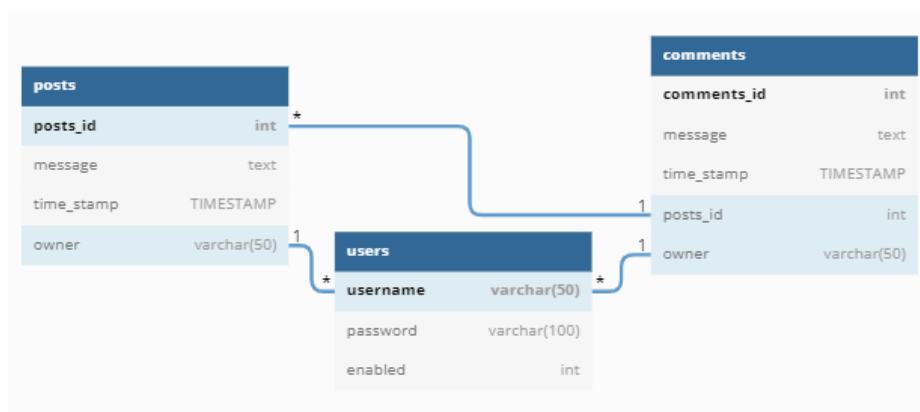 posts
posts_id int *
message text
time_stamp TIMESTAMP
owner varchar(50) 1
*
users
username varchar(50) *
password varchar(100)
enabled int
comments
comments_id int
message text
time_stamp TIMESTAMP
1 posts_id int
1 owner varchar(50)